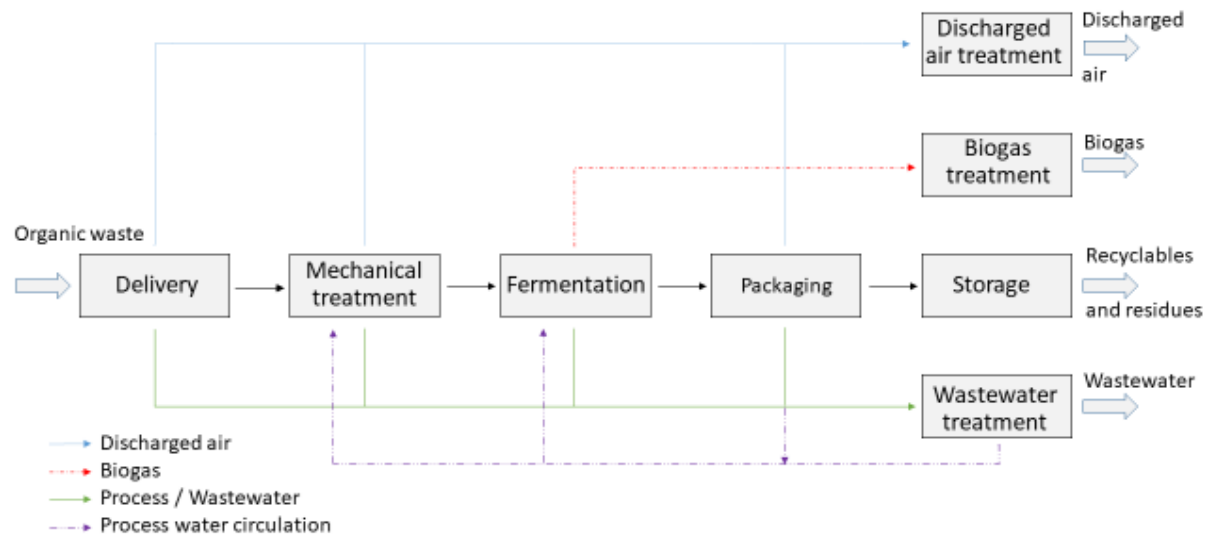 Discharged
air treatment
Discharged
air
Biogas
treatment
Biogas
Organic waste
Delivery
Mechanical
treatment
Fermentation
Packaging
Storage
Recyclables
and residues
Wastewater
treatment
Wastewater
Discharged air
Biogas
Process / Wastewater
Process water circulation